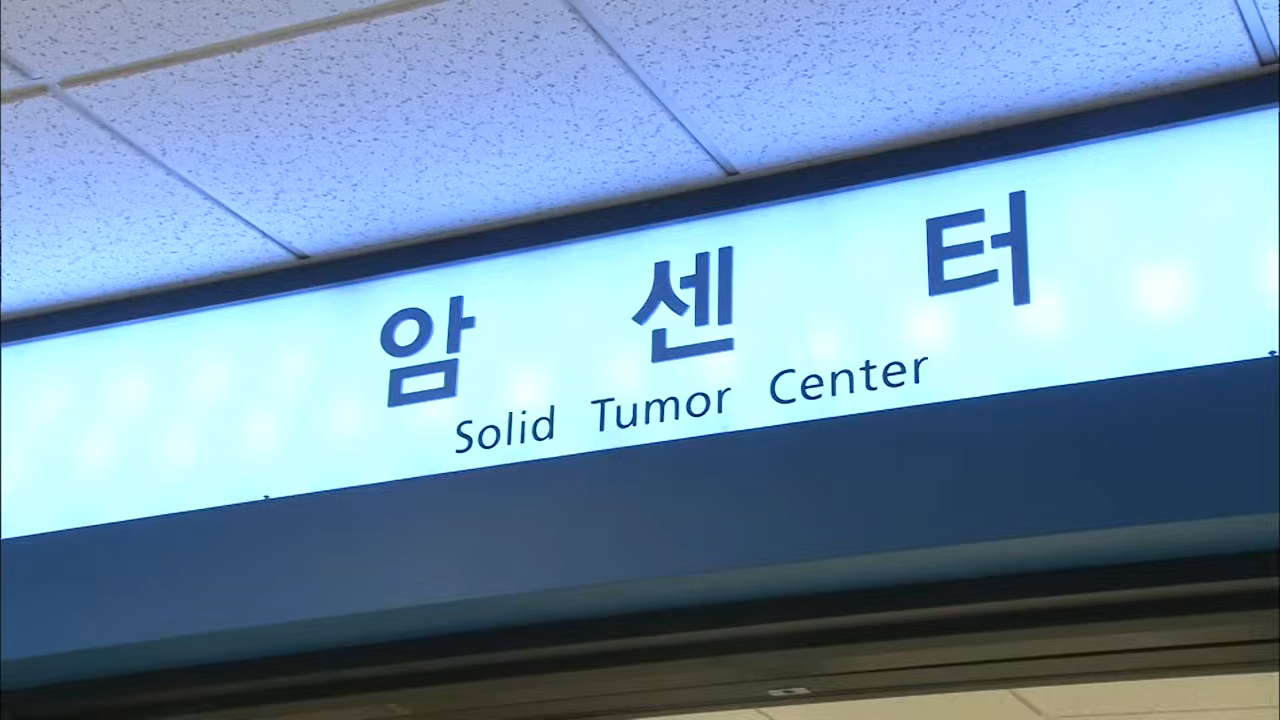 암 센 터
Solid Tumor Center